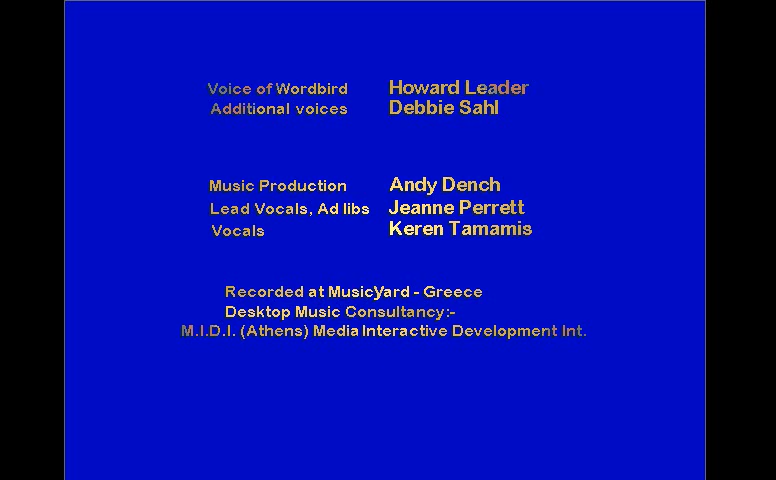 Voice of Wordbird Howard Leader
Additional voices Debbie Sahl
Music Production Andy Dench
Lead Vocals, Ad libs Jeanne Perrett
Vocals Keren Tamamis
Recorded at MusicYard - Greece
Desktop Music Consultancy:-
M.I.D.I. (Athens) Media Interactive Development Int.